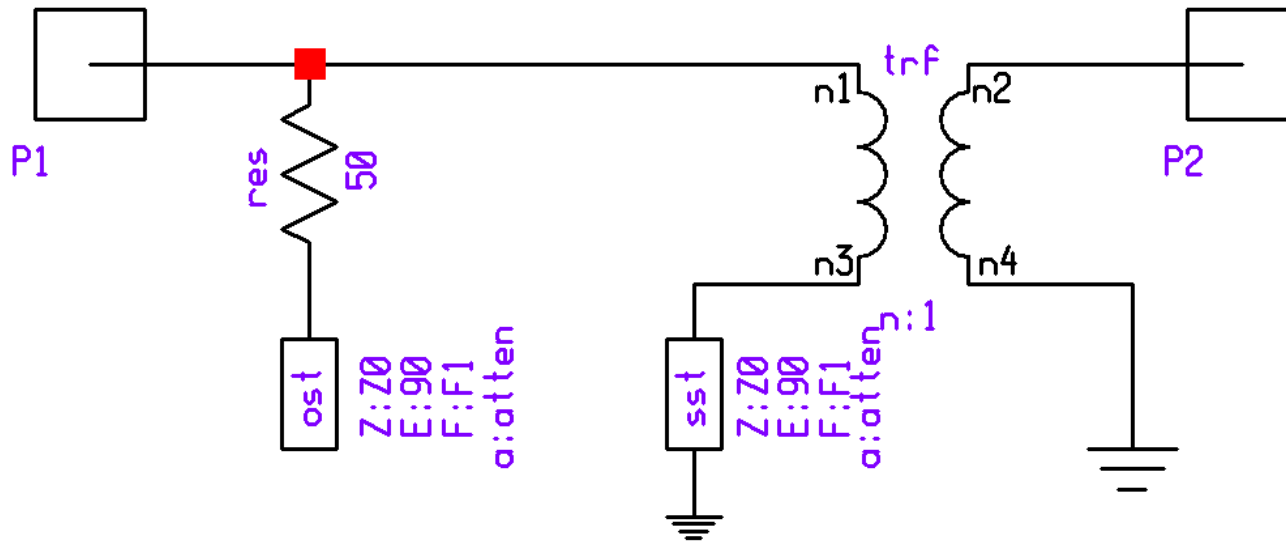 trf
n1
n2
P1
res
50
P2
n3
n4
n:1
ost
Z:Z0
E:90
F:F1
a:atten
sst
Z:Z0
E:90
F:F1
a:atten